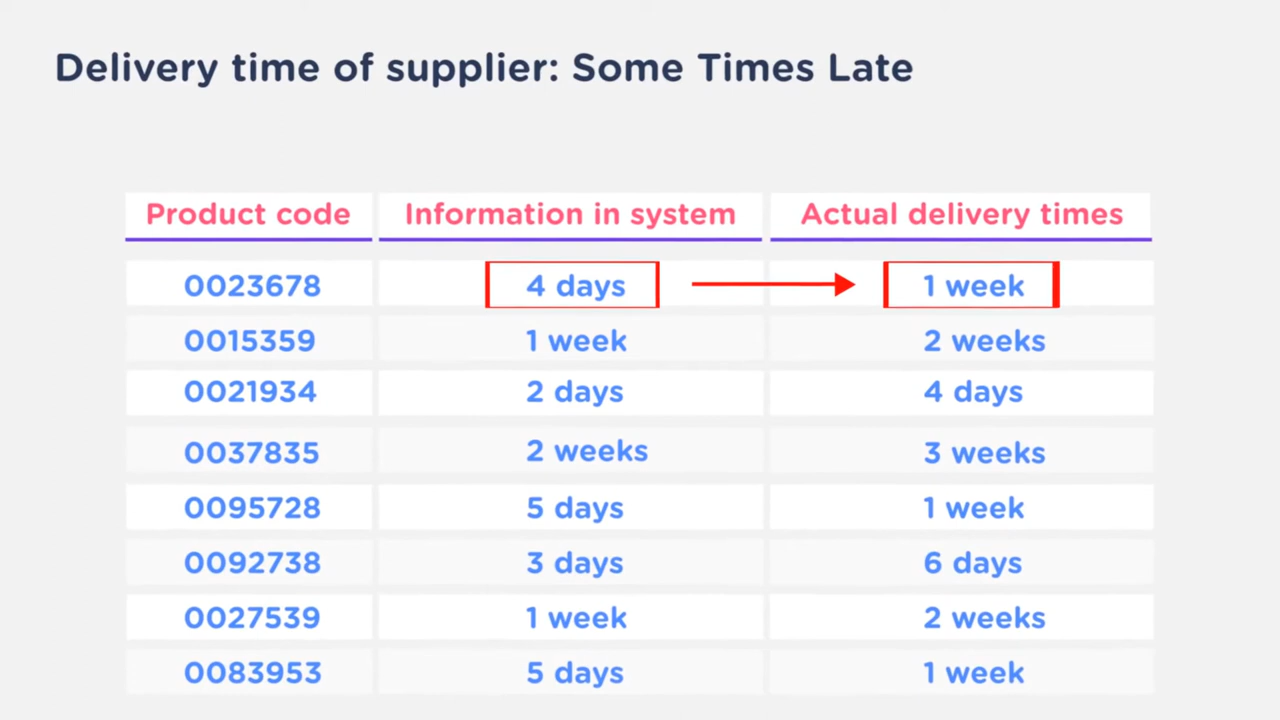 Delivery time of supplier: Some Times Late
Product code Information in system Actual delivery times
0023678 4 days 1 week
0015359 1 week 2 weeks
0021934 2 days 4 days
0037835 2 weeks 3 weeks
0095728 5 days 1 week
0092738 3 days 6 days
0027539 1 week 2 weeks
0083953 5 days 1 week